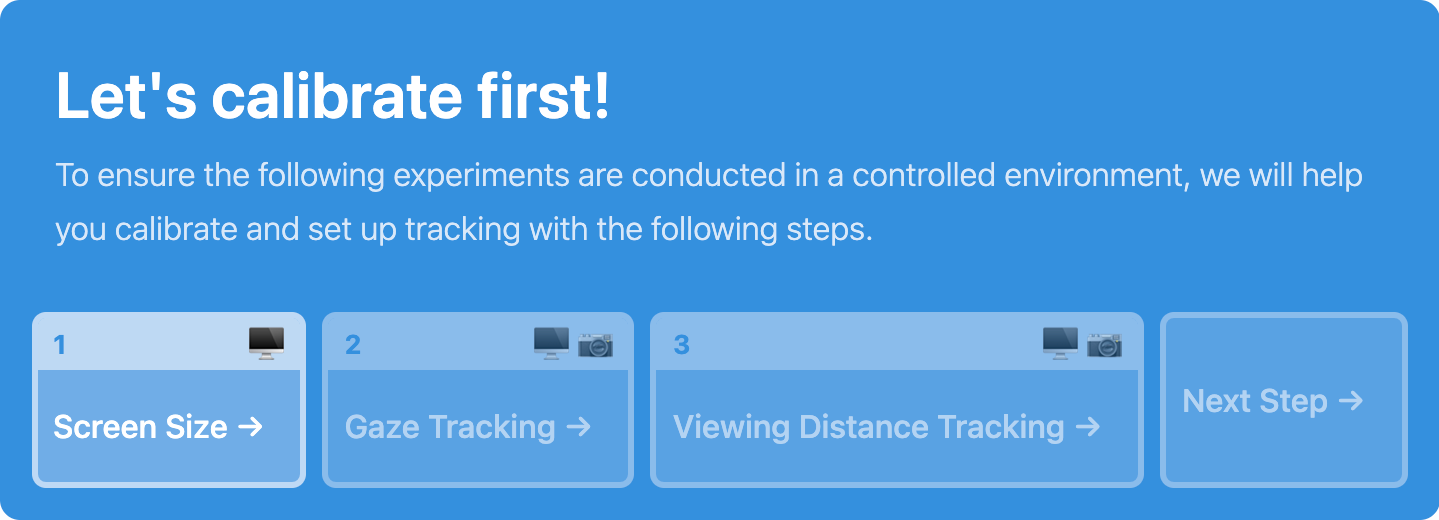 Let's calibrate first!
To ensure the following experiments are conducted in a controlled environment, we will help
you calibrate and set up tracking with the following steps.
1
Screen Size →
2
Gaze Tracking →
3
Viewing Distance Tracking →
Next Step →